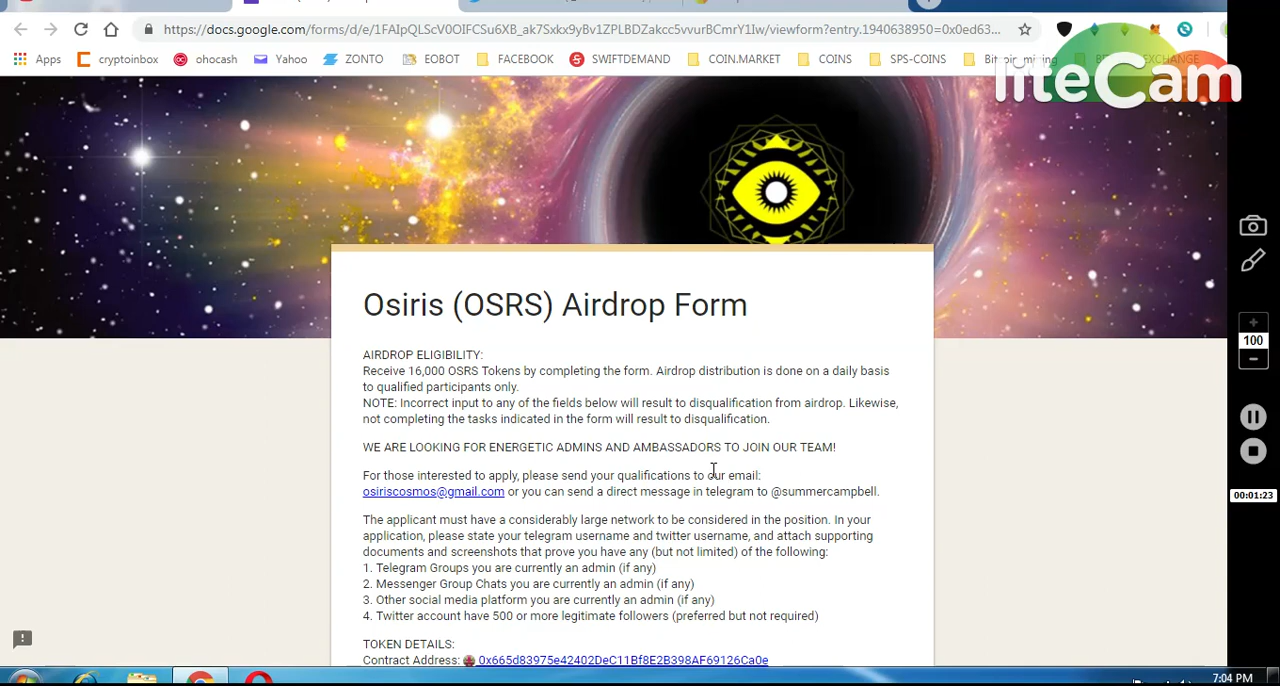 https://docs.google.com/forms/d/e/1FAIpQLScV0OIFCSu6XB_ak7Sxkx9yBv1ZPLBDZakcc5vvurBCmrY1Iw/viewform?entry.1940638950=0x0ed63...
Apps cryptoinbox ohocash Yahoo ZONTO EOBOT FACEBOOK SWIFTDEMAND COIN.MARKET COINS SPS-COINS
liteCam
Osiris (OSRS) Airdrop Form
AIRDROP ELIGIBILITY:
Receive 16,000 OSRS Tokens by completing the form. Airdrop distribution is done on a daily basis
to qualified participants only.
NOTE: Incorrect input to any of the fields below will result to disqualification from airdrop. Likewise,
not completing the tasks indicated in the form will result to disqualification.
WE ARE LOOKING FOR ENERGETIC ADMINS AND AMBASSADORS TO JOIN OUR TEAM!
For those interested to apply, please send your qualifications to our email:
osiriscosmos@gmail.com or you can send a direct message in telegram to @summercampbell.
The applicant must have a considerably large network to be considered in the position. In your
application, please state your telegram username and twitter username, and attach supporting
documents and screenshots that prove you have any (but not limited) of the following:
1. Telegram Groups you are currently an admin (if any)
2. Messenger Group Chats you are currently an admin (if any)
3. Other social media platform you are currently an admin (if any)
4. Twitter account have 500 or more legitimate followers (preferred but not required)
TOKEN DETAILS:
Contract Address: 0x665d83975e42402DeC11Bf8E2B398AF69126Ca0e
100
00:01:23
7:04 PM